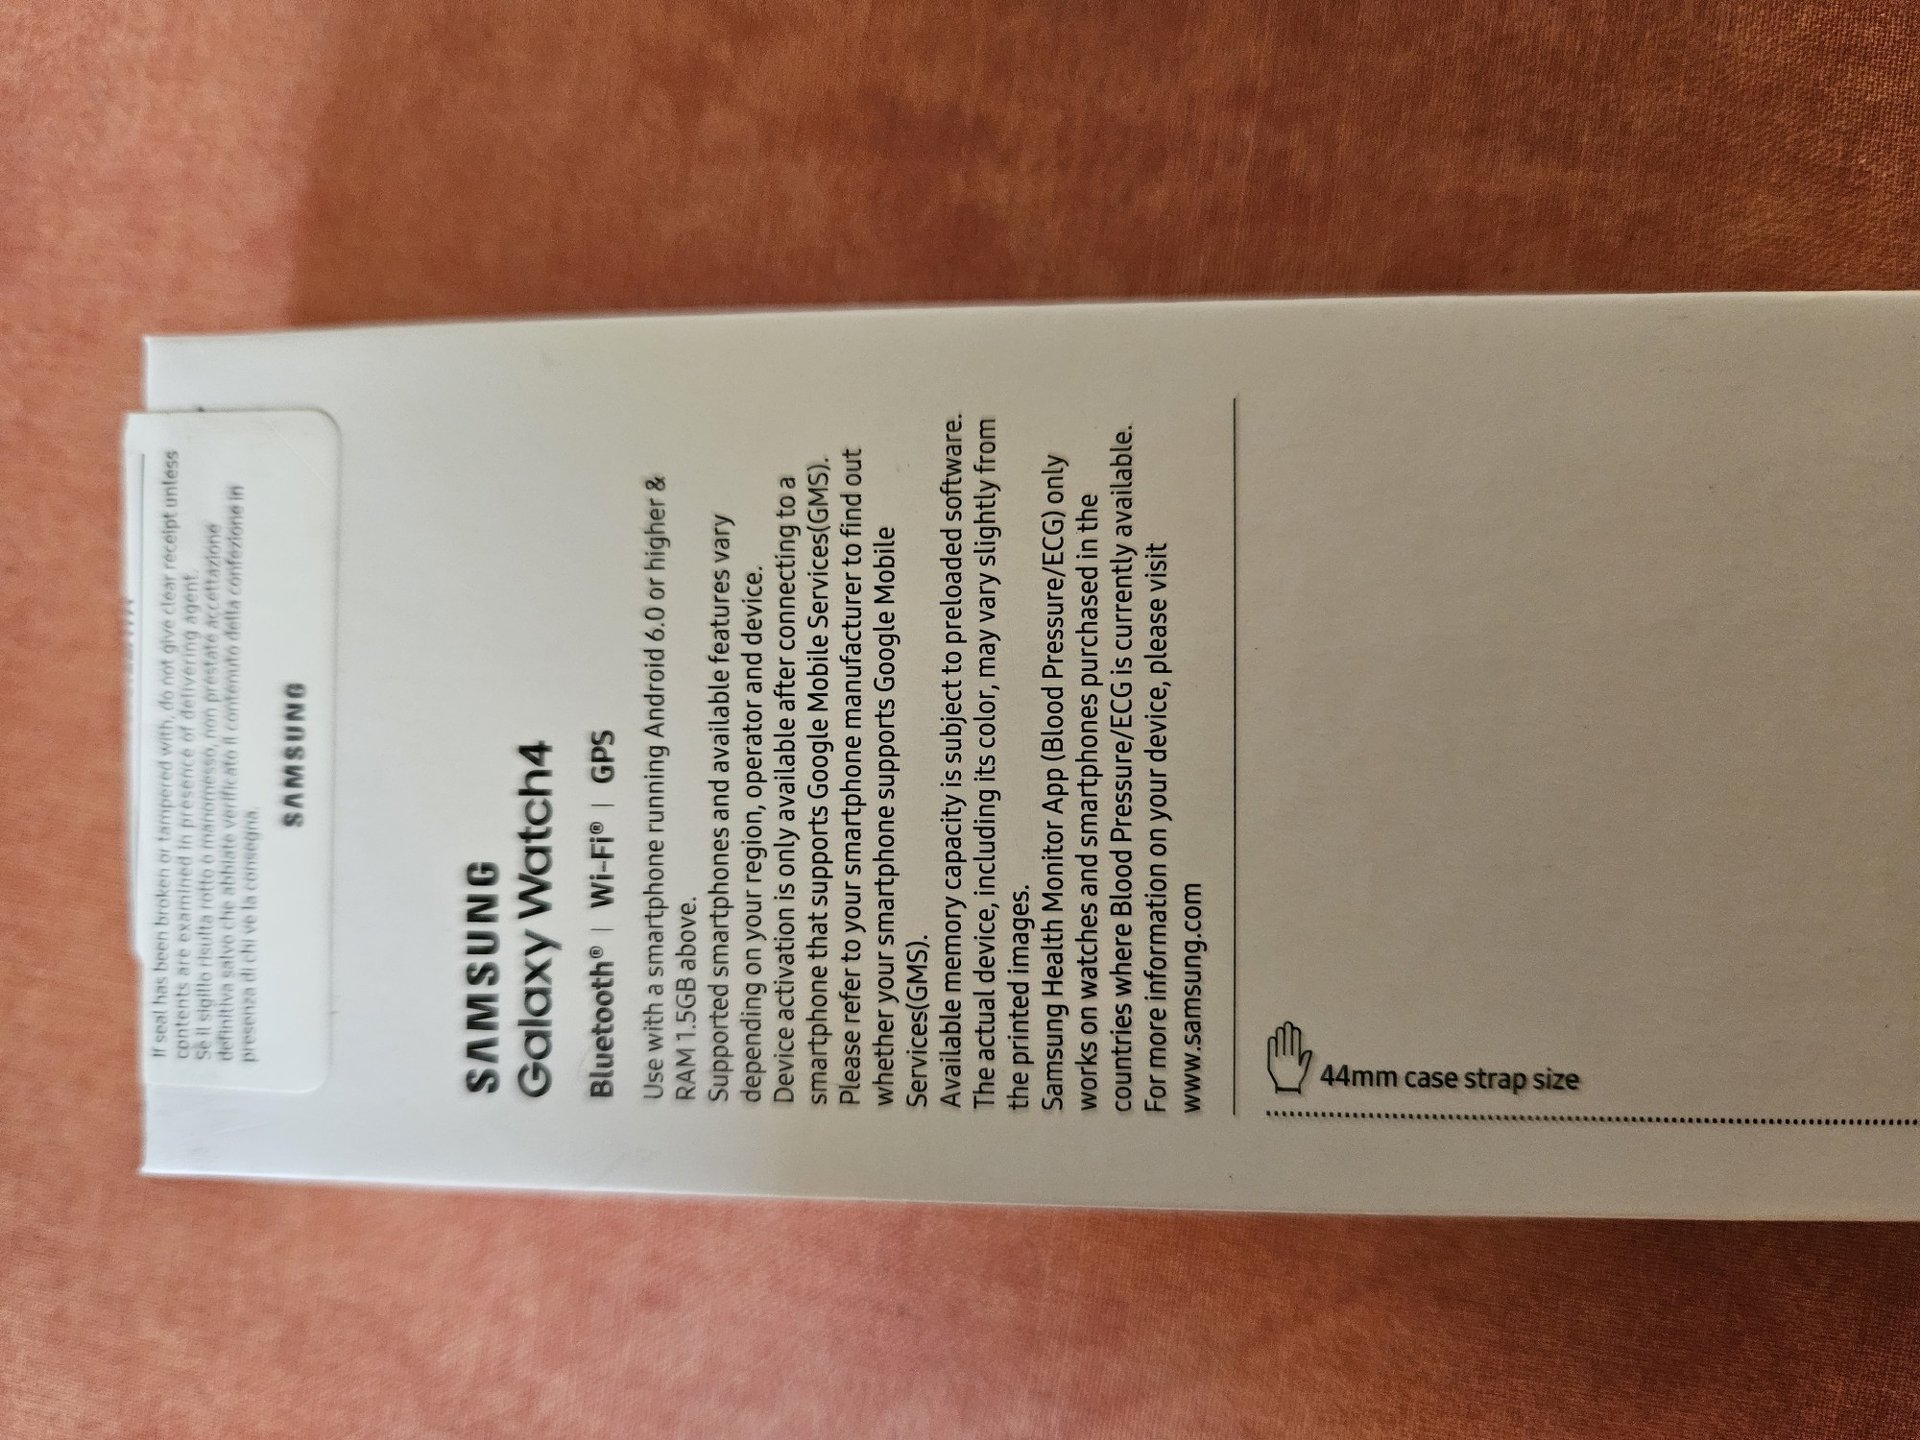 If seal has been broken or tampered with, do not give clear receipt unless
contents are examined in presence of delivering agent.
Se il sigillo risulta rotto o manomesso, non prestate accettazione
definitiva salvo che abbiate verificato il contenuto della confezione in
presenza di chi ve la consegna.
SAMSUNG
SAMSUNG
Galaxy Watch4
Bluetooth® | Wi-Fi® | GPS
Use with a smartphone running Android 6.0 or higher &
RAM 1.5GB above.
Supported smartphones and available features vary
depending on your region, operator and device.
Device activation is only available after connecting to a
smartphone that supports Google Mobile Services(GMS).
Please refer to your smartphone manufacturer to find out
whether your smartphone supports Google Mobile
Services(GMS).
Available memory capacity is subject to preloaded software.
The actual device, including its color, may vary slightly from
the printed images.
Samsung Health Monitor App (Blood Pressure/ECG) only
works on watches and smartphones purchased in the
countries where Blood Pressure/ECG is currently available.
For more information on your device, please visit
www.samsung.com
44mm case strap size